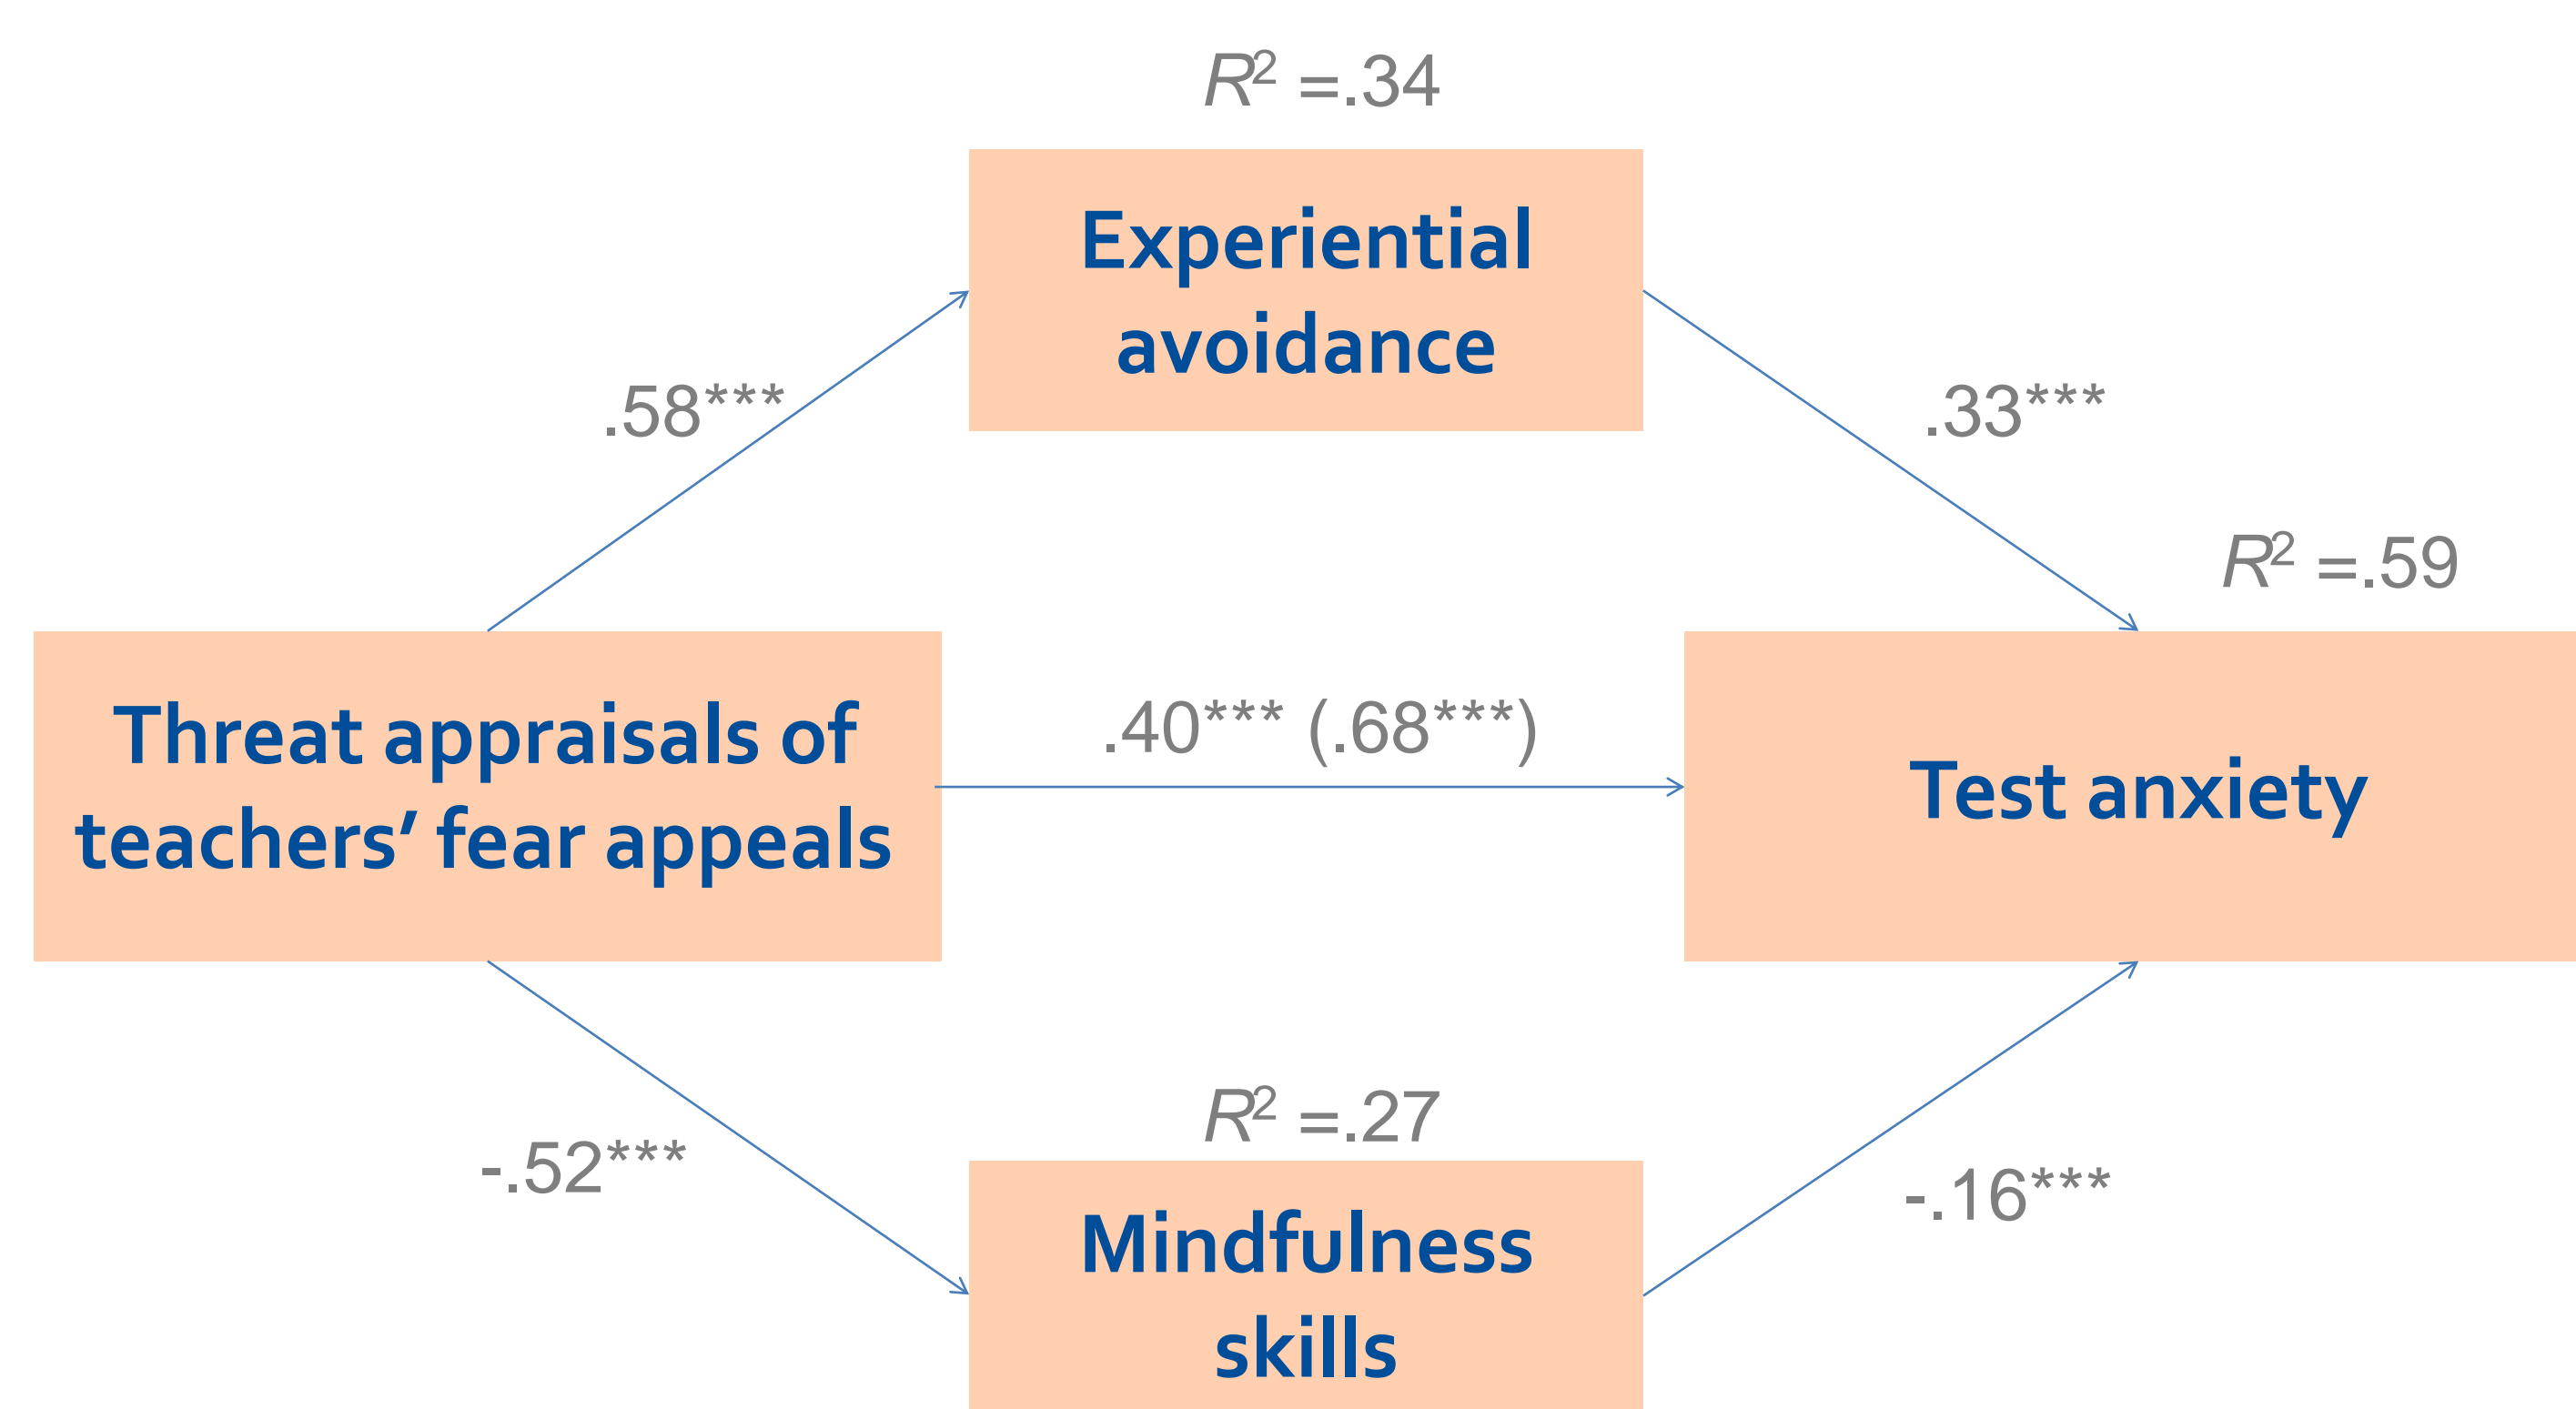 R² =.34
Experiential
avoidance
.58***
.33***
R² =.59
Threat appraisals of
teachers’ fear appeals
.40*** (.68***)
Test anxiety
-.52***
R² =.27
-.16***
Mindfulness
skills